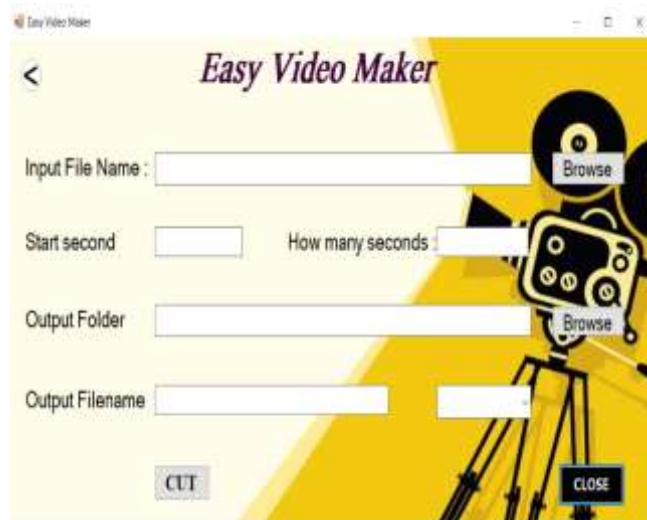 Easy Video Maker
Easy Video Maker
Input File Name :
Browse
Start second
How many seconds :
Output Folder
Browse
Output Filename
CUT
CLOSE